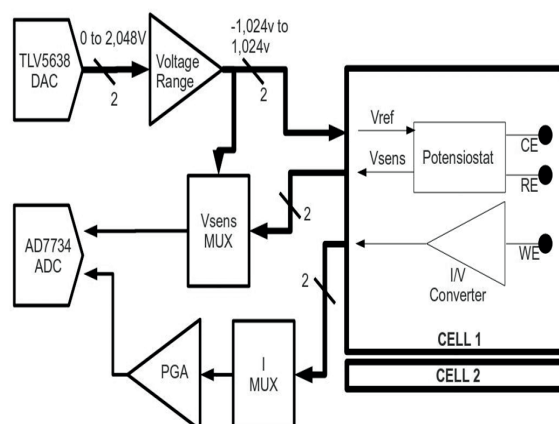 TLV5638
DAC
0 to 2,048V
2
Voltage
Range
-1,024v to
1,024v
2
Vref
Vsens
Potensiostat
CE
RE
WE
I/V
Converter
CELL 1
CELL 2
Vsens
MUX
2
AD7734
ADC
2
PGA
I
MUX